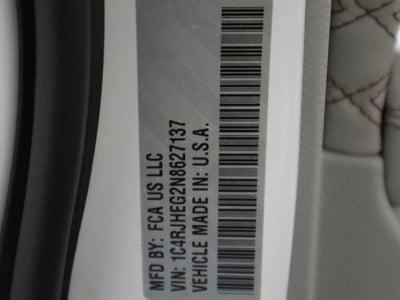 MFD BY: FCA US LLC
VIN: 1C4RJHEG2N8627137
VEHICLE MADE IN: U.S.A.